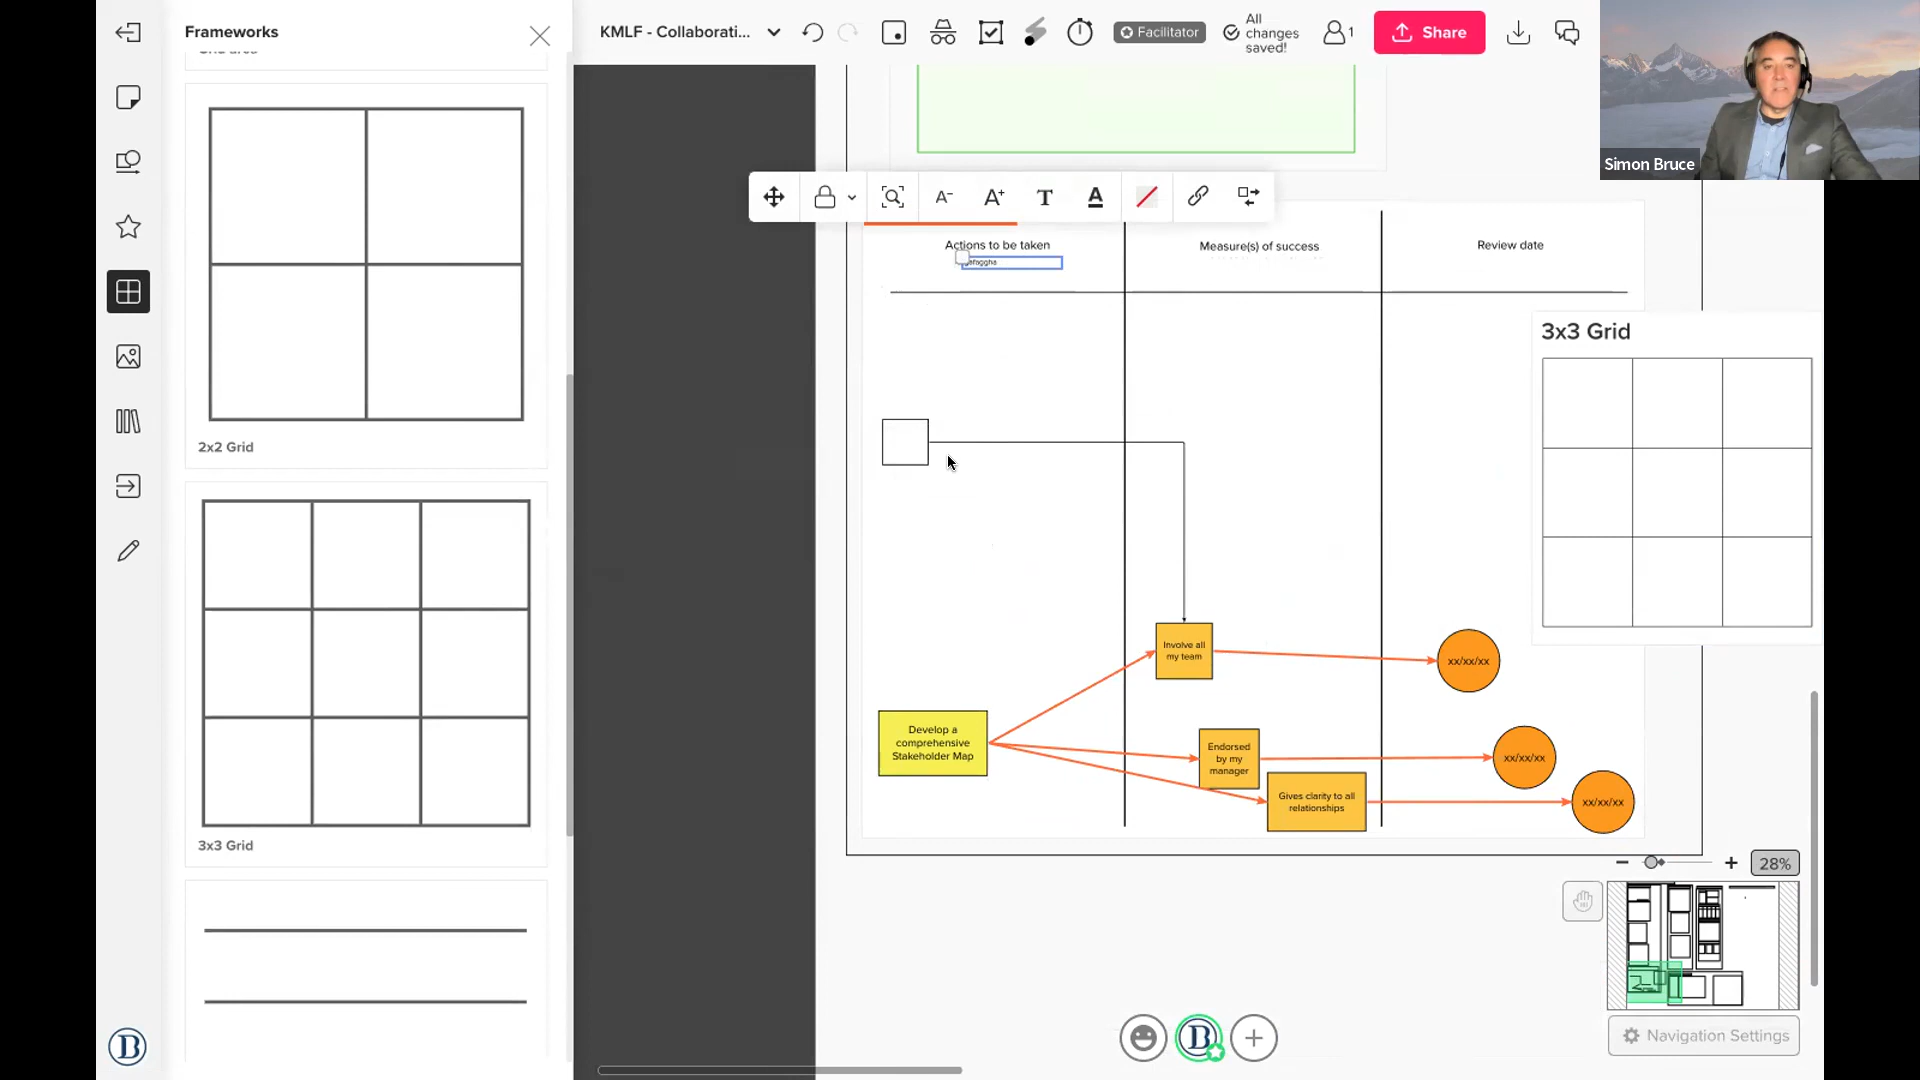 Frameworks
KMLF - Collaborati...
Facilitator
All
changes
saved!
1
Share
Simon Bruce
2x2 Grid
3x3 Grid
A-
A+
T
A
Actions to be taken
Measure(s) of success
Review date
3x3 Grid
Involve all
my team
xx/xx/xx
Develop a
comprehensive
Stakeholder Map
Endorsed
by my
manager
xx/xx/xx
Gives clarity to all
relationships
xx/xx/xx
28%
B
B
Navigation Settings